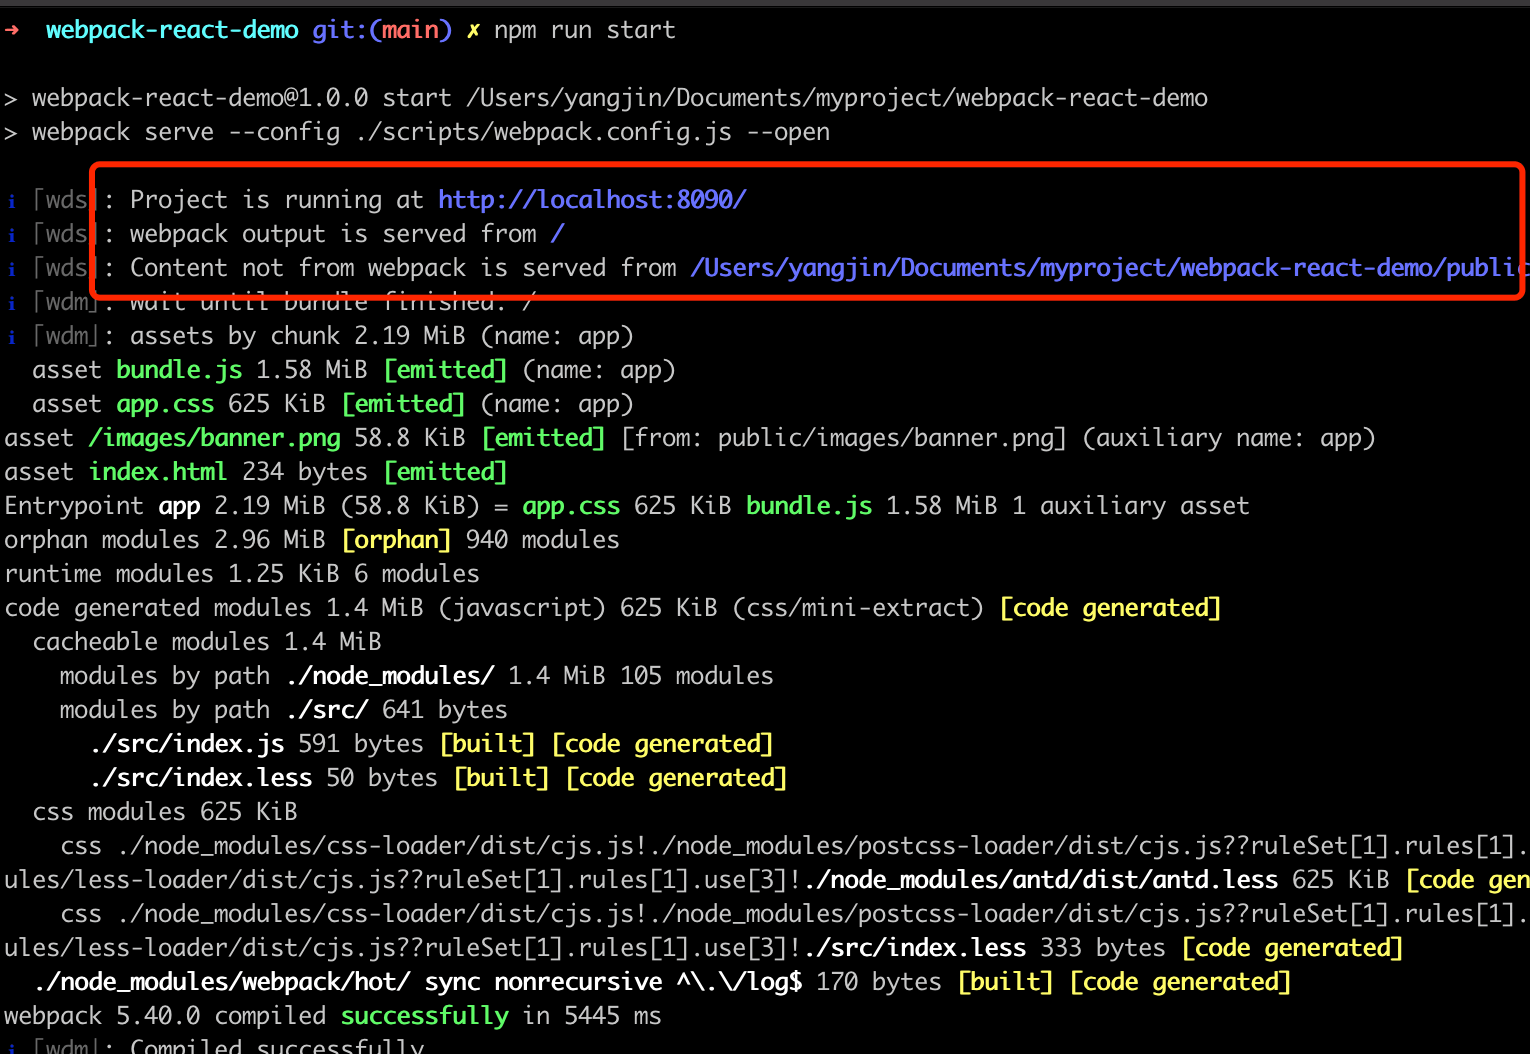 → webpack-react-demo git:(main) ✗ npm run start
> webpack-react-demo@1.0.0 start /Users/yangjin/Documents/myproject/webpack-react-demo
> webpack serve --config ./scripts/webpack.config.js --open
ℹ ｢wds｣: Project is running at http://localhost:8090/
ℹ ｢wds｣: webpack output is served from /
ℹ ｢wds｣: Content not from webpack is served from /Users/yangjin/Documents/myproject/webpack-react-demo/public
ℹ ｢wdm｣: wait until bundle finished: /
ℹ ｢wdm｣: assets by chunk 2.19 MiB (name: app)
asset bundle.js 1.58 MiB [emitted] (name: app)
asset app.css 625 KiB [emitted] (name: app)
asset /images/banner.png 58.8 KiB [emitted] [from: public/images/banner.png] (auxiliary name: app)
asset index.html 234 bytes [emitted]
Entrypoint app 2.19 MiB (58.8 KiB) = app.css 625 KiB bundle.js 1.58 MiB 1 auxiliary asset
orphan modules 2.96 MiB [orphan] 940 modules
runtime modules 1.25 KiB 6 modules
code generated modules 1.4 MiB (javascript) 625 KiB (css/mini-extract) [code generated]
cacheable modules 1.4 MiB
modules by path ./node_modules/ 1.4 MiB 105 modules
modules by path ./src/ 641 bytes
./src/index.js 591 bytes [built] [code generated]
./src/index.less 50 bytes [built] [code generated]
css modules 625 KiB
css ./node_modules/css-loader/dist/cjs.js!./node_modules/postcss-loader/dist/cjs.js??ruleSet[1].rules[1].
ules/less-loader/dist/cjs.js??ruleSet[1].rules[1].use[3]!./node_modules/antd/dist/antd.less 625 KiB [code gen
css ./node_modules/css-loader/dist/cjs.js!./node_modules/postcss-loader/dist/cjs.js??ruleSet[1].rules[1].
ules/less-loader/dist/cjs.js??ruleSet[1].rules[1].use[3]!./src/index.less 333 bytes [code generated]
./node_modules/webpack/hot/ sync nonrecursive ^\.\/log$ 170 bytes [built] [code generated]
webpack 5.40.0 compiled successfully in 5445 ms
ℹ ｢wdm｣: Compiled successfully.